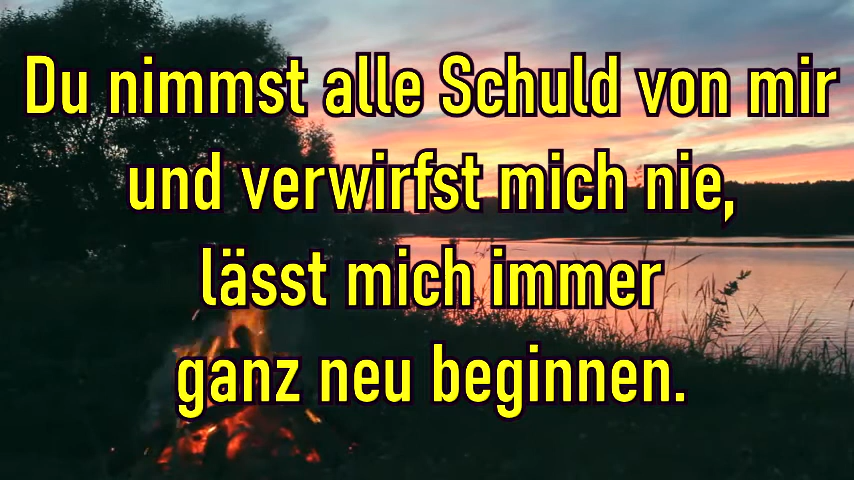 Du nimmst alle Schuld von mir
und verwirfst mich nie,
lässt mich immer
ganz neu beginnen.